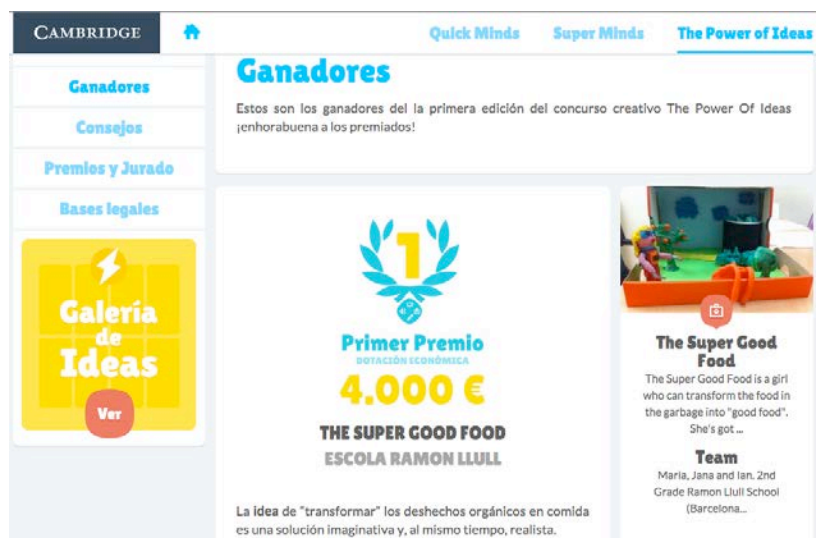 CAMBRIDGE
Quick Minds
Super Minds
The Power of Ideas
Ganadores
Consejos
Premios y Jurado
Bases legales
Galería
de
Ideas
Ver
Ganadores
Estos son los ganadores del la primera edición del concurso creativo The Power Of Ideas
¡enhorabuena a los premiados!
1
Primer Premio
DOTACIÓN ECONÓMICA
4.000 €
THE SUPER GOOD FOOD
ESCOLA RAMON LLULL
La idea de "transformar" los deshechos orgánicos en comida
es una solución imaginativa y, al mismo tiempo, realista.
The Super Good
Food
The Super Good Food is a girl
who can transform the food in
the garbage into "good food".
She's got ...
Team
Maria, Jana and Ian. 2nd
Grade Ramon Llull School
(Barcelona...